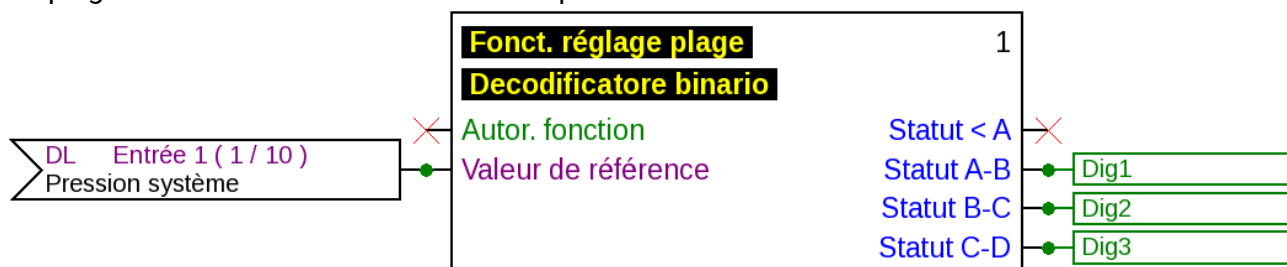 Fonct. réglage plage 1
Decodificatore binario
Autor. fonction Statut < A
DL Entrée 1 ( 1 / 10 )
Pression système
Valeur de référence Statut A-B Dig1
Statut B-C Dig2
Statut C-D Dig3